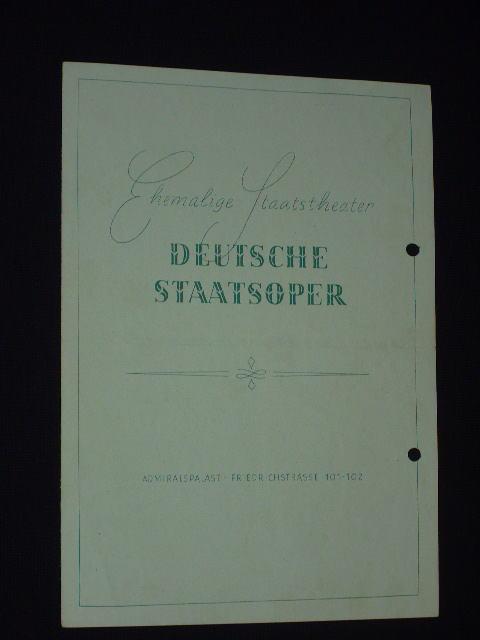 Ehemalige Staatstheater
DEUTSCHE
STAATSOPER
ADMIRALSPALAST · FRIEDRICHSTRASSE 101-102